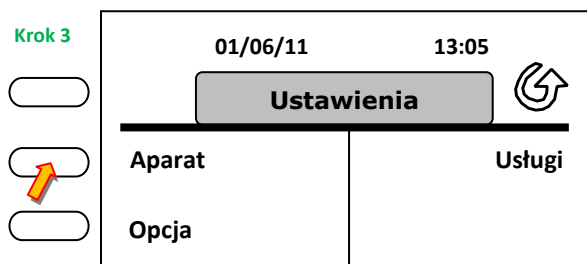 Krok 3
01/06/11 13:05
Ustawienia
Aparat Usługi
Opcja